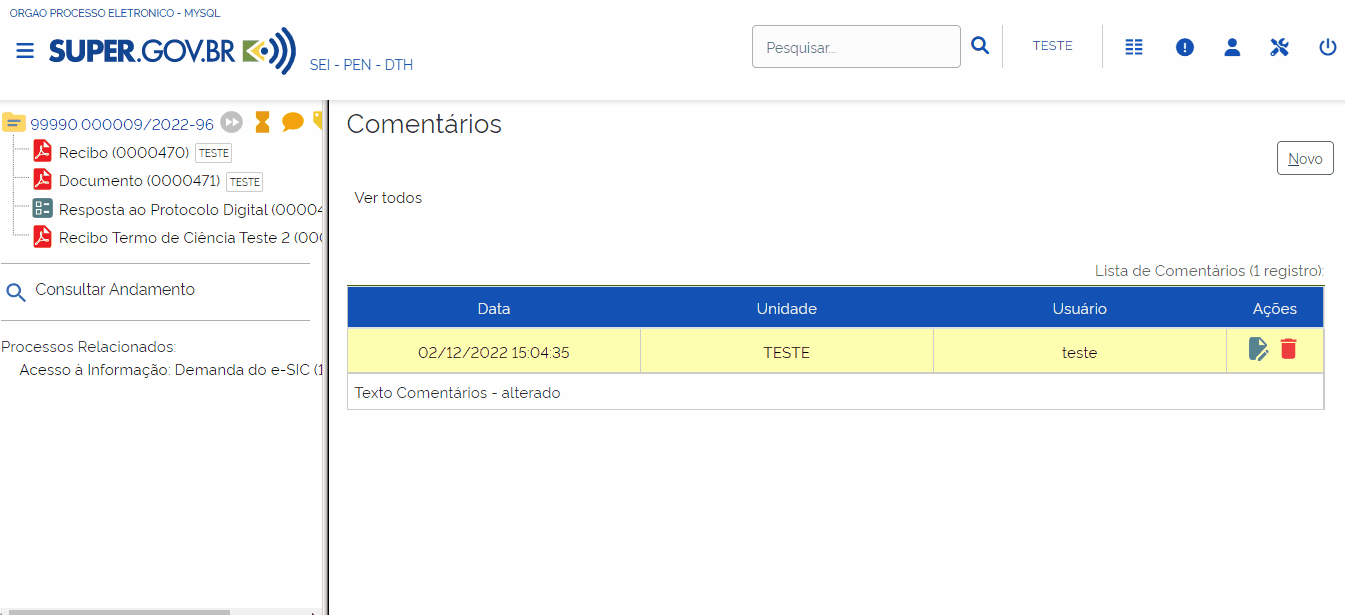 ORGAO PROCESSO ELETRONICO - MYSQL
SUPER.GOV.BR
SEI - PEN - DTH
Pesquisar...
TESTE
99990.000009/2022-96
Recibo (0000470) TESTE
Documento (0000471) TESTE
Resposta ao Protocolo Digital (00004
Recibo Termo de Ciência Teste 2 (000
Consultar Andamento
Processos Relacionados:
Acesso à Informação: Demanda do e-SIC (1
Comentários
Novo
Ver todos
Lista de Comentários (1 registro):
Data Unidade Usuário Ações
02/12/2022 15:04:35 TESTE teste
Texto Comentários - alterado